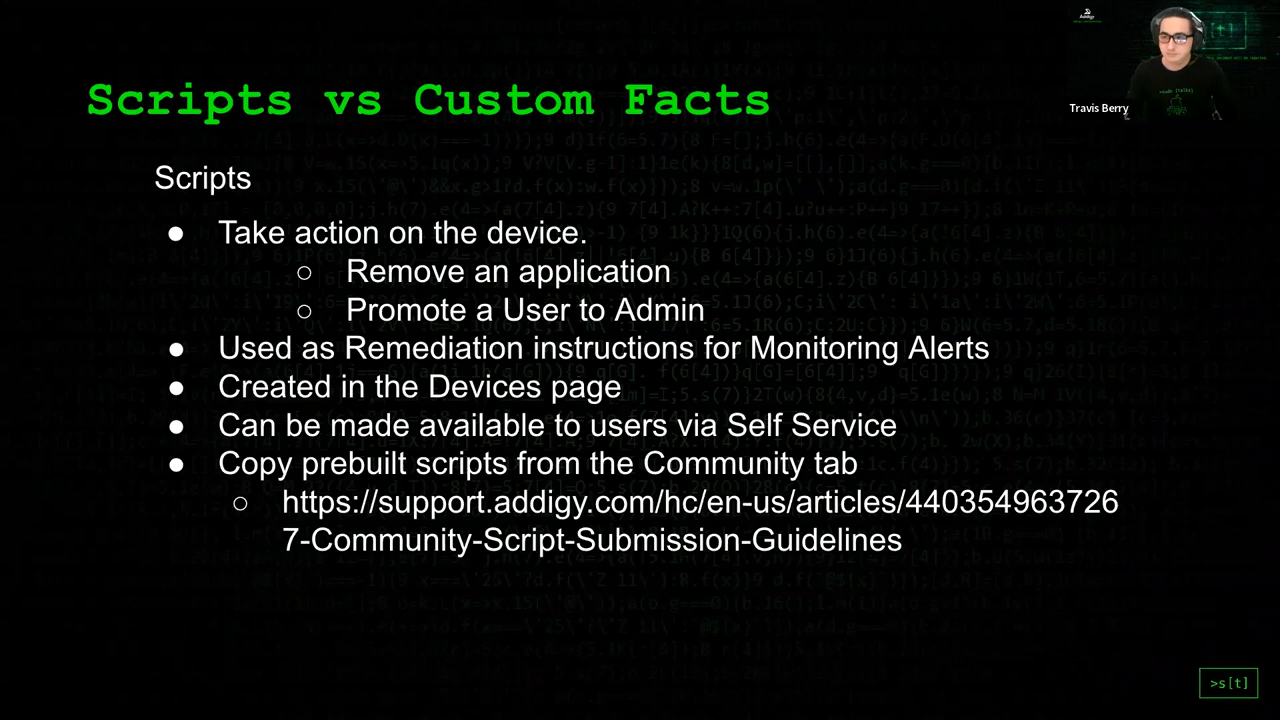 Addigy
Travis Berry
Scripts vs Custom Facts
Scripts
● Take action on the device.
○ Remove an application
○ Promote a User to Admin
● Used as Remediation instructions for Monitoring Alerts
● Created in the Devices page
● Can be made available to users via Self Service
● Copy prebuilt scripts from the Community tab
○ https://support.addigy.com/hc/en-us/articles/440354963726
7-Community-Script-Submission-Guidelines
>s[t]